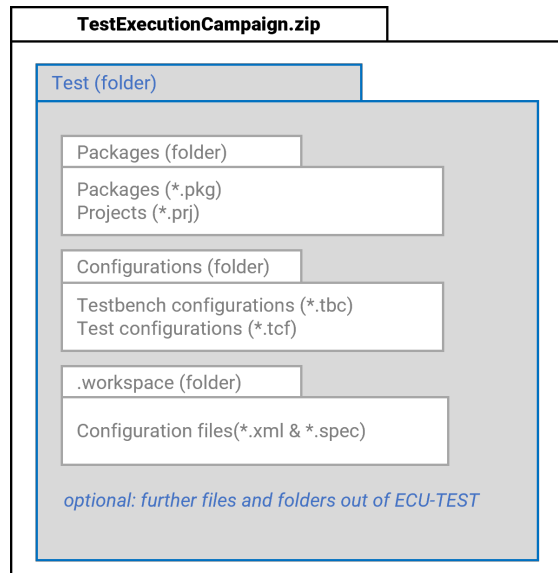 TestExecutionCampaign.zip
Test (folder)
Packages (folder)
Packages (*.pkg)
Projects (*.prj)
Configurations (folder)
Testbench configurations (*.tbc)
Test configurations (*.tcf)
.workspace (folder)
Configuration files(*.xml & *.spec)
optional: further files and folders out of ECU-TEST